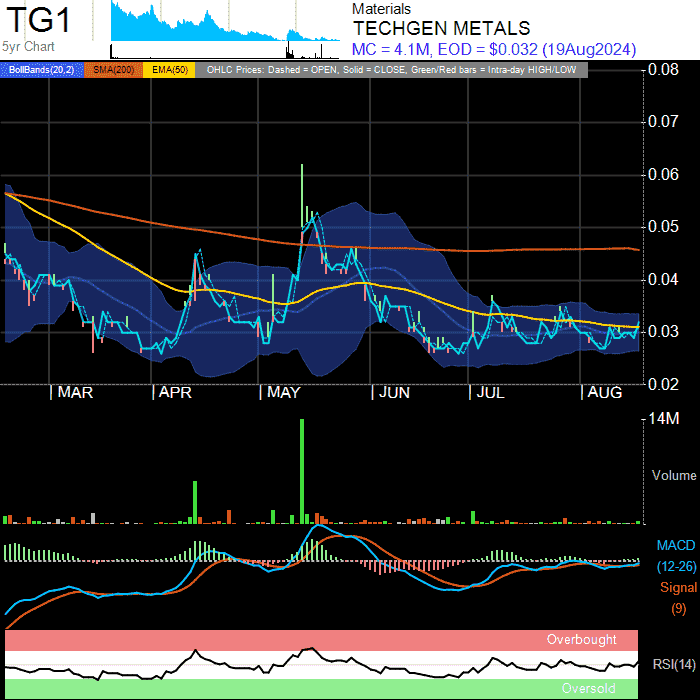 TG1
5yr Chart
Materials
TECHGEN METALS
MC = 4.1M, EOD = $0.032 (19Aug2024)
BollBands(20,2) SMA(200) EMA(50) OHLC Prices: Dashed = OPEN, Solid = CLOSE, Green/Red bars = Intra-day HIGH/LOW
0.08
0.07
0.06
0.05
0.04
0.03
0.02
MAR APR MAY JUN JUL AUG
14M
Volume
MACD
(12-26)
Signal
(9)
Overbought
RSI(14)
Oversold